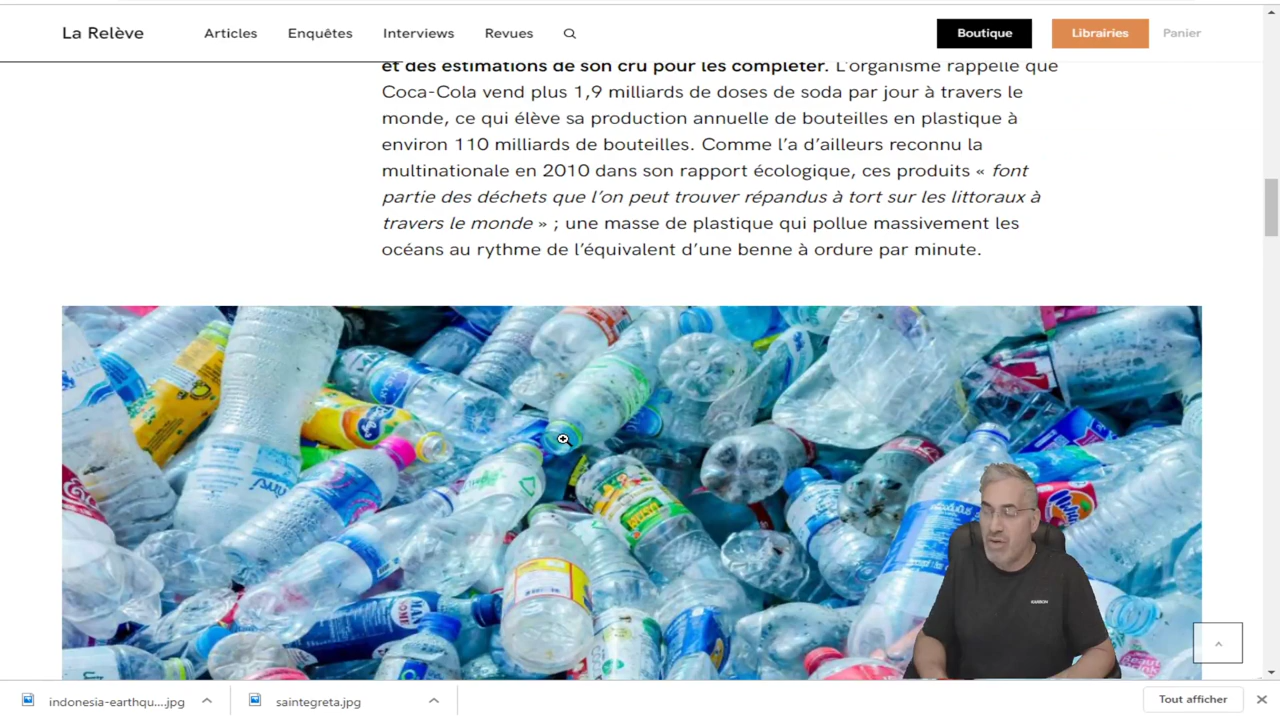 La Relève
Articles
Enquêtes
Interviews
Revues
Boutique
Librairies
Panier
et des estimations de son cru pour les compléter. L’organisme rappelle que
Coca-Cola vend plus 1,9 milliards de doses de soda par jour à travers le
monde, ce qui élève sa production annuelle de bouteilles en plastique à
environ 110 milliards de bouteilles. Comme l’a d’ailleurs reconnu la
multinationale en 2010 dans son rapport écologique, ces produits « font
partie des déchets que l’on peut trouver répandus à tort sur les littoraux à
travers le monde » ; une masse de plastique qui pollue massivement les
océans au rythme de l’équivalent d’une benne à ordure par minute.
indonesia-earthqu....jpg
saintegreta.jpg
Tout afficher